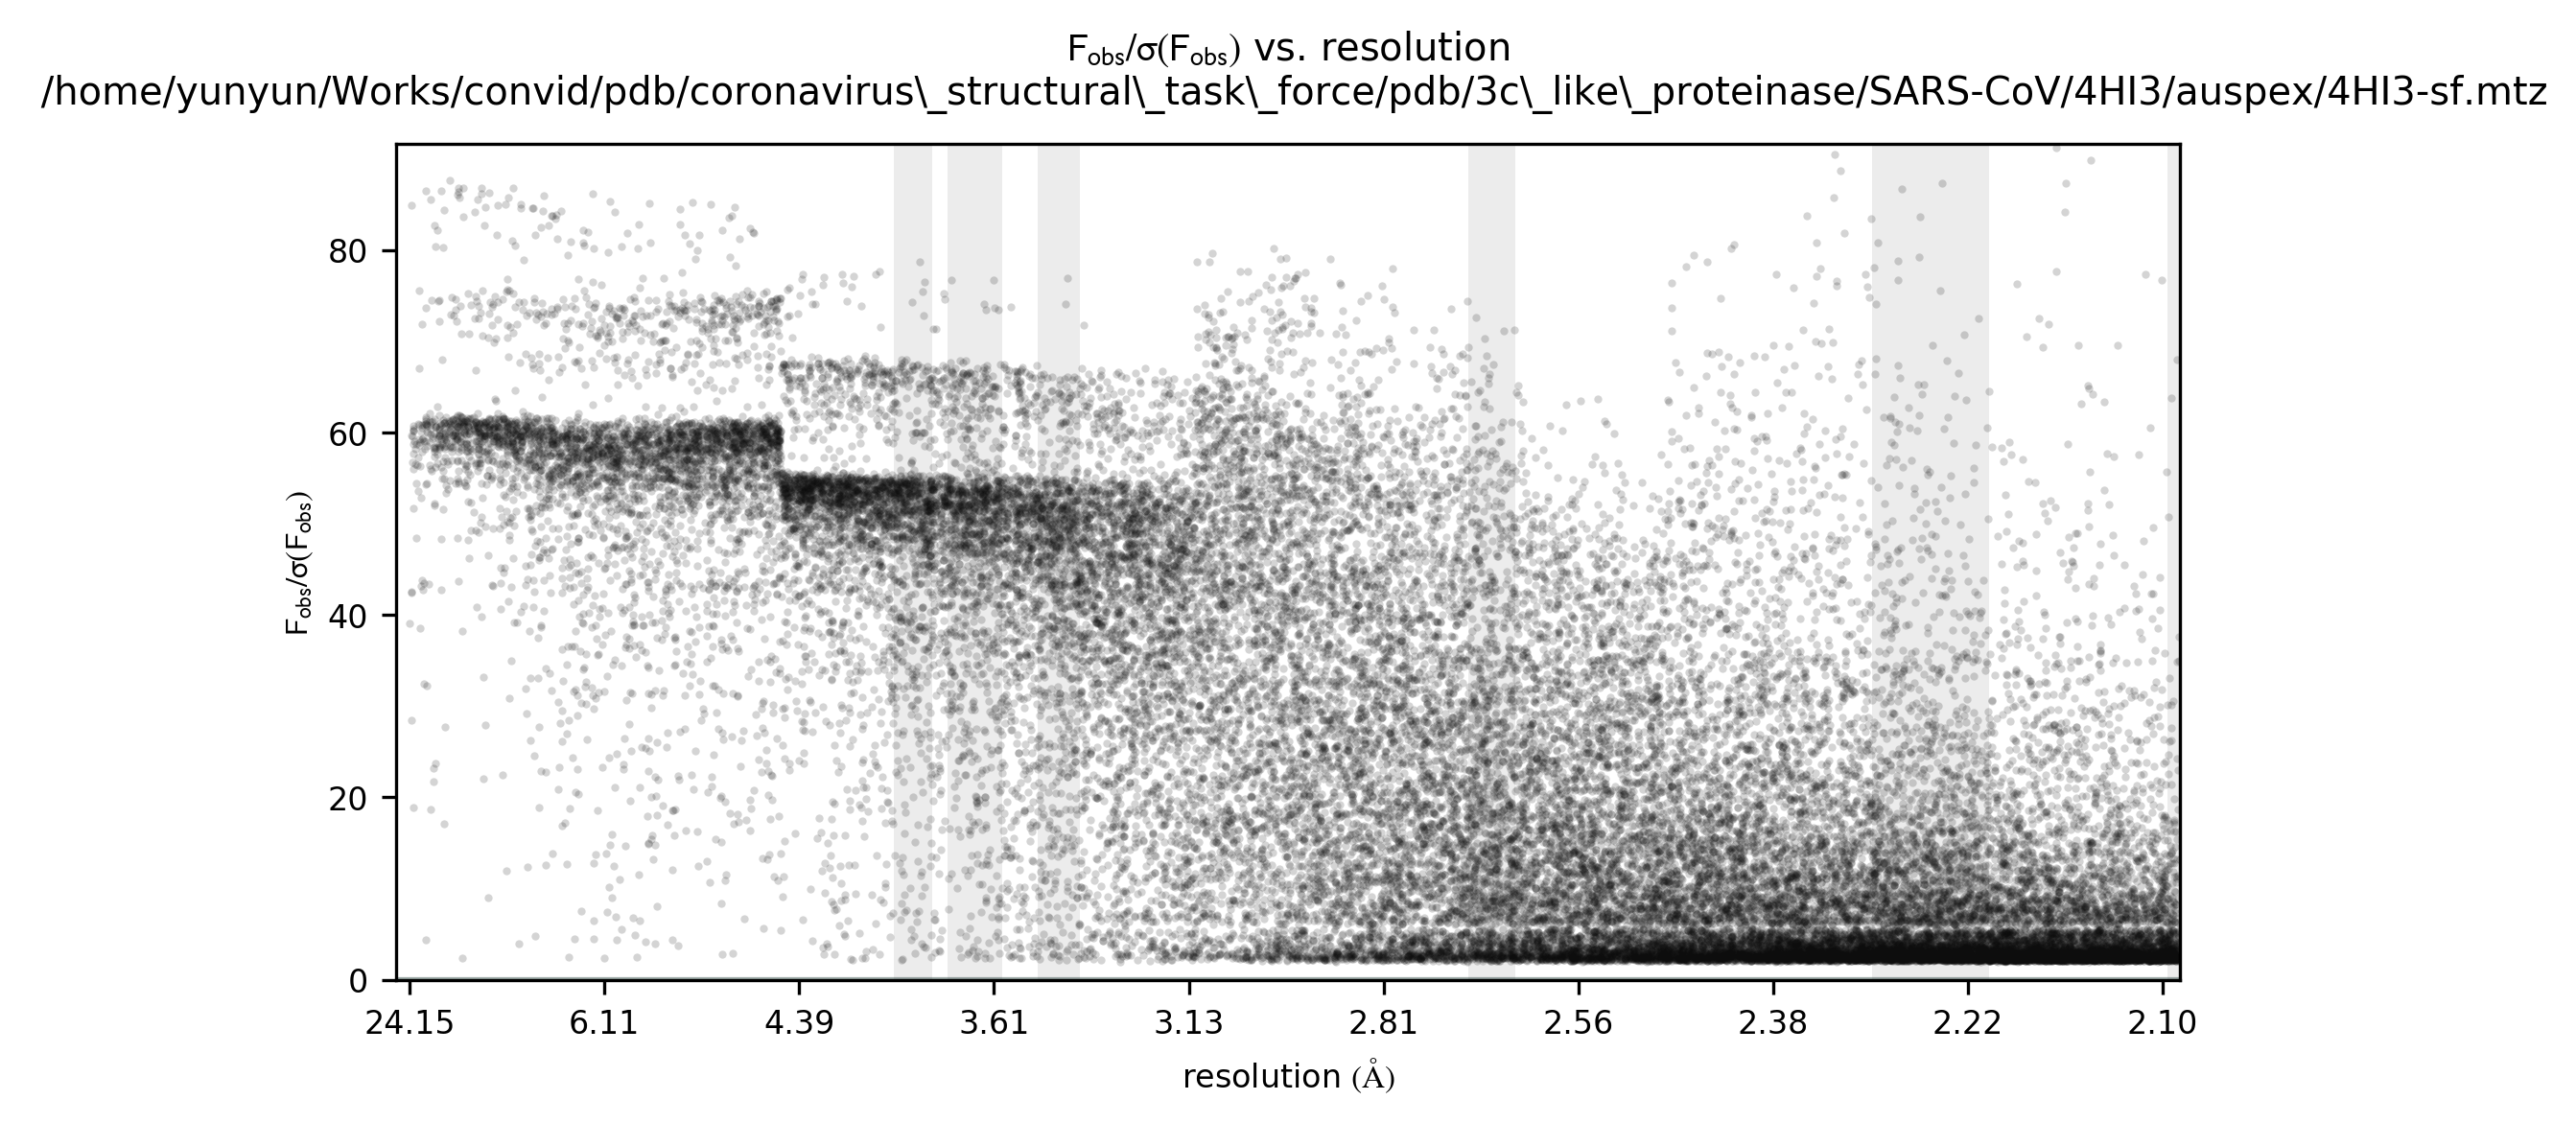 Fobs/σ(Fobs) vs. resolution
/home/yunyun/Works/convid/pdb/coronavirus\_structural\_task\_force/pdb/3c\_like\_proteinase/SARS-CoV/4HI3/auspex/4HI3-sf.mtz
Fobs/σ(Fobs)
80
60
40
20
0
24.15 6.11 4.39 3.61 3.13 2.81 2.56 2.38 2.22 2.10
resolution (Å)